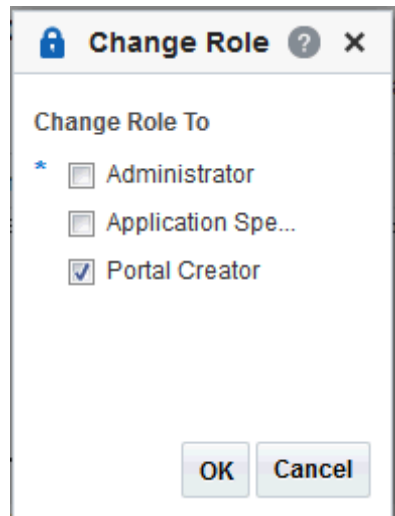 Change Role ? ×
Change Role To
* Administrator
Application Spe...
Portal Creator
OK Cancel